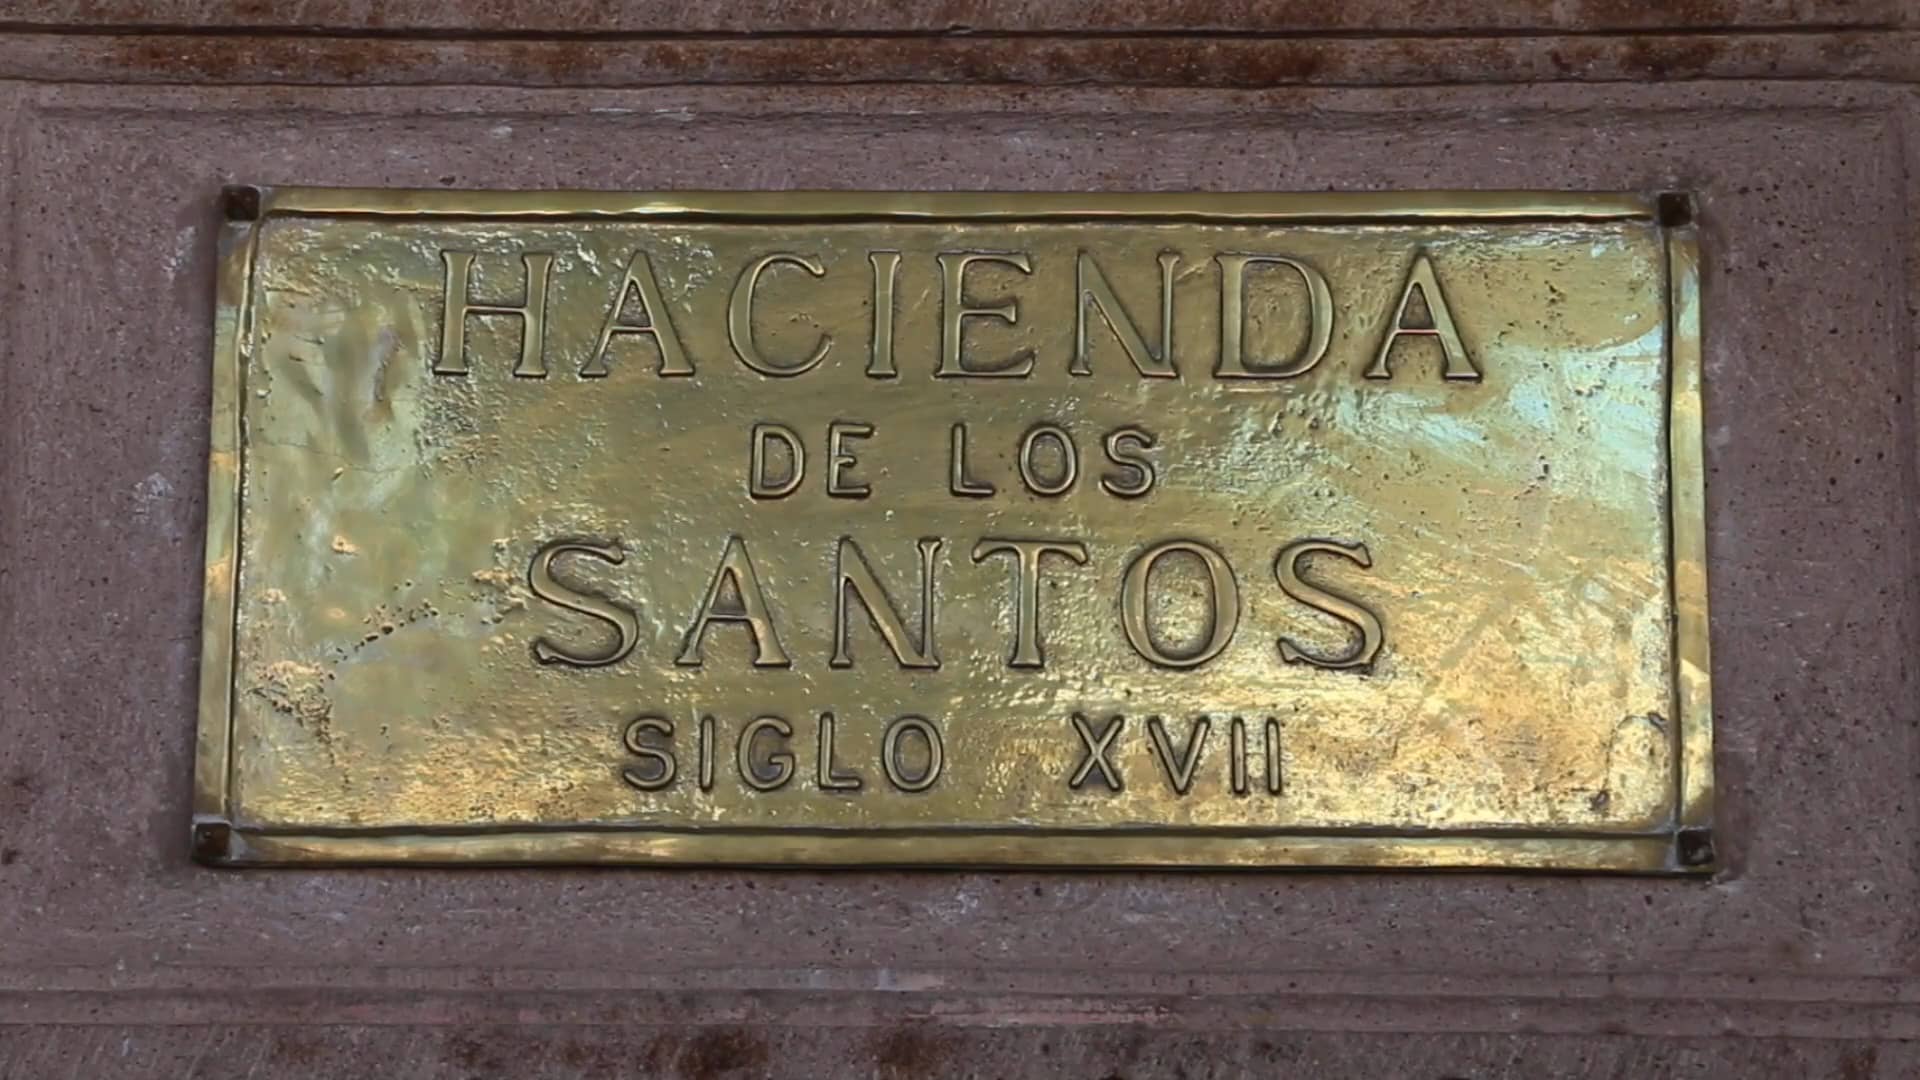 HACIENDA
DE LOS
SANTOS
SIGLO XVII